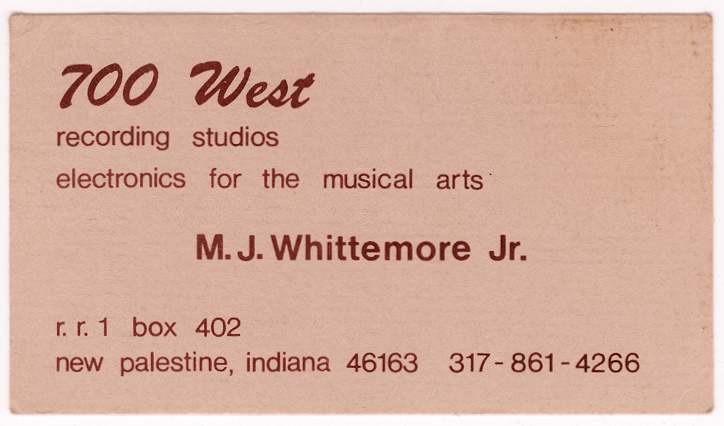 700 West
recording studios
electronics for the musical arts
M. J. Whittemore Jr.
r. r. 1 box 402
new palestine, indiana 46163 317-861-4266